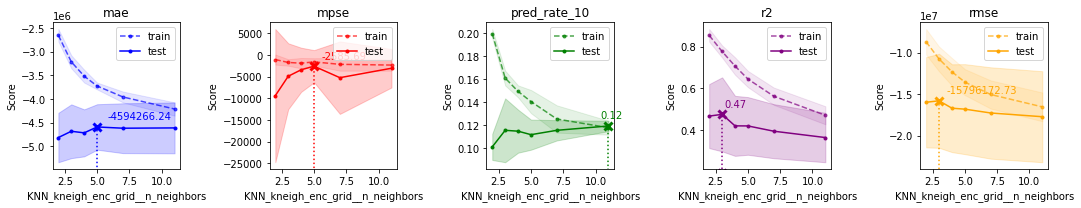 mae
1e6
train
test
-4594266.24
−2.5
−3.0
−3.5
−4.0
−4.5
−5.0
Score
2.5 5.0 7.5 10.0
KNN_kneigh_enc_grid__n_neighbors
mpse
train
test
5000
0
−5000
−10000
−15000
−20000
−25000
Score
2.5 5.0 7.5 10.0
KNN_kneigh_enc_grid__n_neighbors
pred_rate_10
train
test
0.12
0.20
0.18
0.16
0.14
0.12
0.10
Score
2.5 5.0 7.5 10.0
KNN_kneigh_enc_grid__n_neighbors
r2
train
test
0.47
0.8
0.6
0.4
Score
2.5 5.0 7.5 10.0
KNN_kneigh_enc_grid__n_neighbors
rmse
1e7
train
test
-15796172.73
−1.0
−1.5
−2.0
Score
2.5 5.0 7.5 10.0
KNN_kneigh_enc_grid__n_neighbors